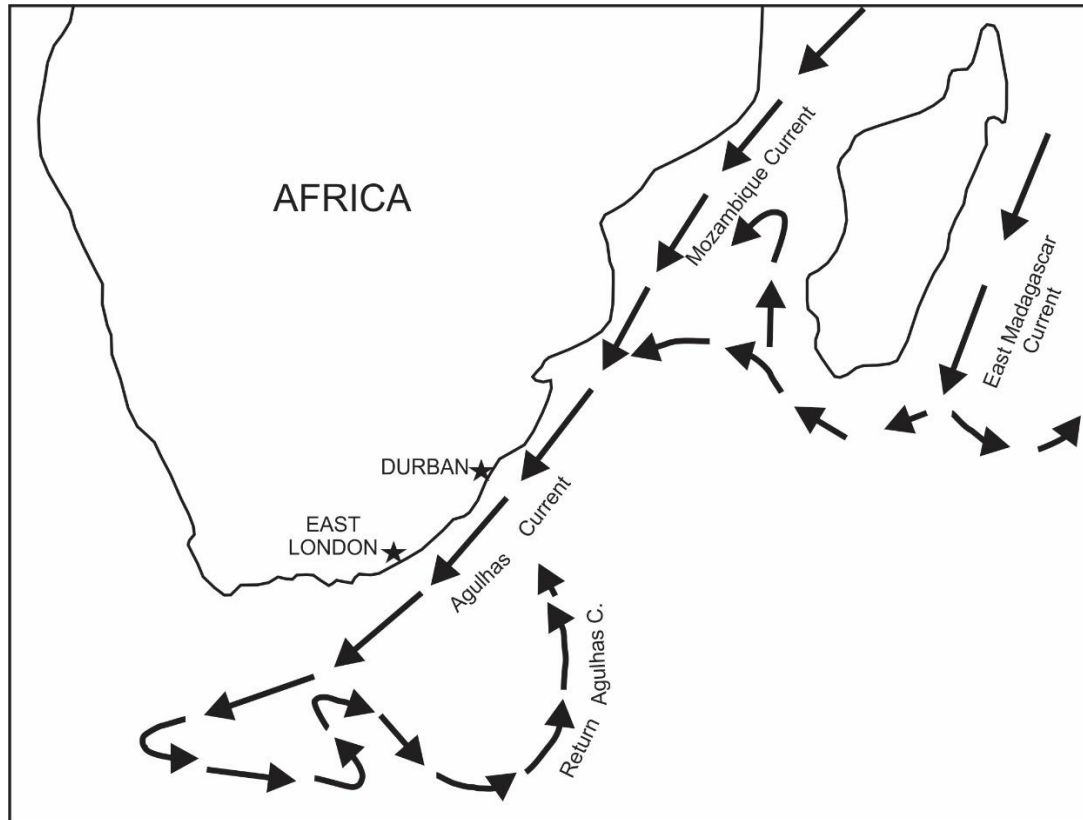 AFRICA
Mozambique Current
East Madagascar
Current
DURBAN
EAST
LONDON
Agulhas Current
Return Agulhas C.